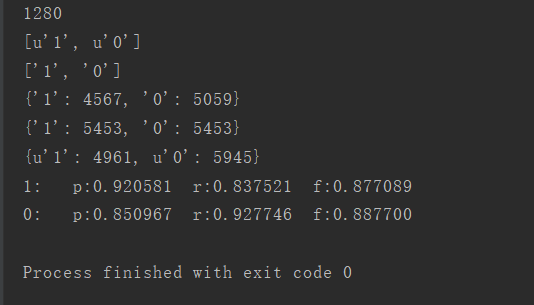 1280
[u'1', u'0']
['1', '0']
{'1': 4567, '0': 5059}
{'1': 5453, '0': 5453}
{u'1': 4961, u'0': 5945}
1:  p:0.920581  r:0.837521  f:0.877089
0:  p:0.850967  r:0.927746  f:0.887700
Process finished with exit code 0